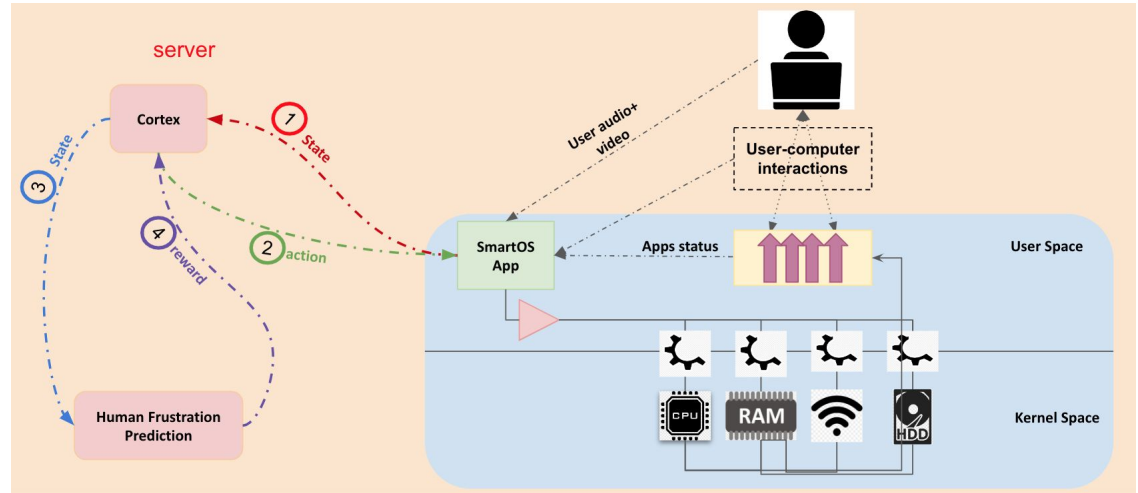 server
Cortex
1
State
3
State
4
reward
2
action
User audio+
video
User-computer
interactions
SmartOS
App
Apps status
User Space
Human Frustration
Prediction
CPU
RAM
HDD
Kernel Space